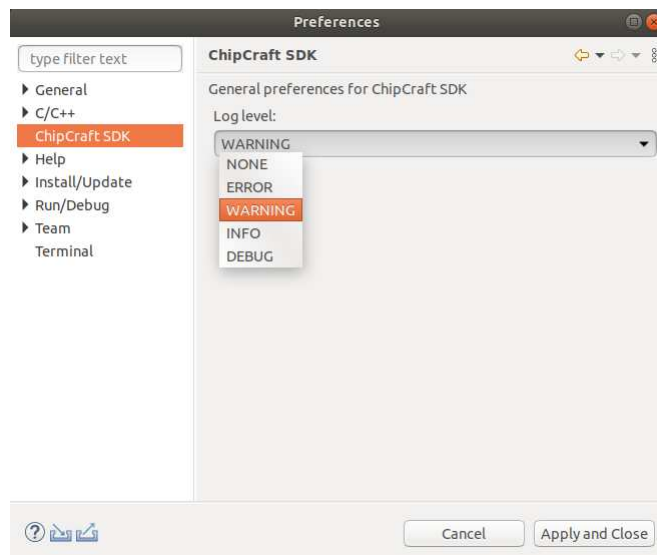 Preferences
type filter text
General
C/C++
ChipCraft SDK
Help
Install/Update
Run/Debug
Team
Terminal
ChipCraft SDK
General preferences for ChipCraft SDK
Log level:
WARNING
NONE
ERROR
WARNING
INFO
DEBUG
Cancel
Apply and Close